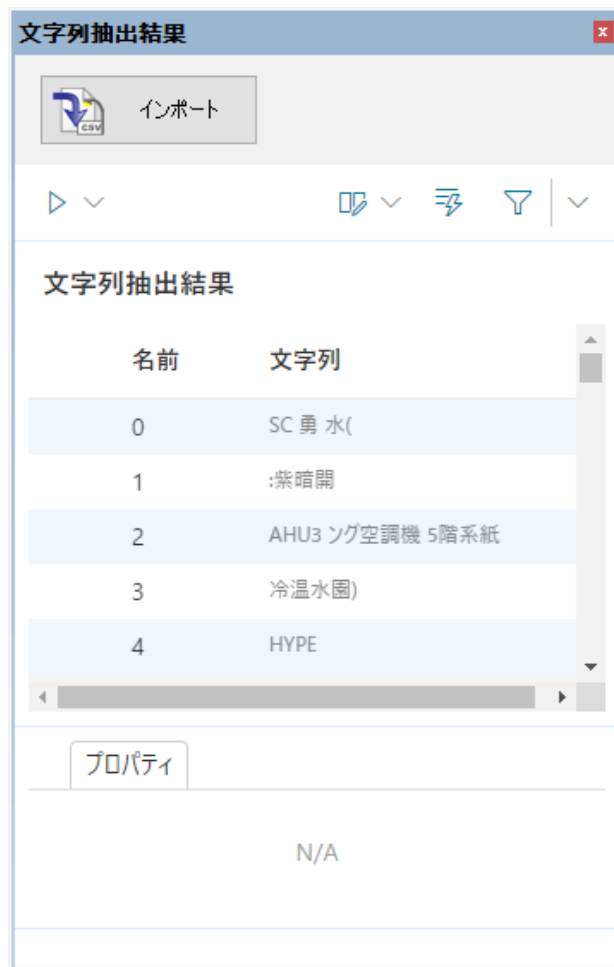 文字列抽出結果
x
CSV
インポート
文字列抽出結果
名前 文字列
0 SC 勇 水(
1 :紫暗開
2 AHU3 ング空調機 5階系紙
3 冷温水園)
4 HYPE
プロパティ
N/A